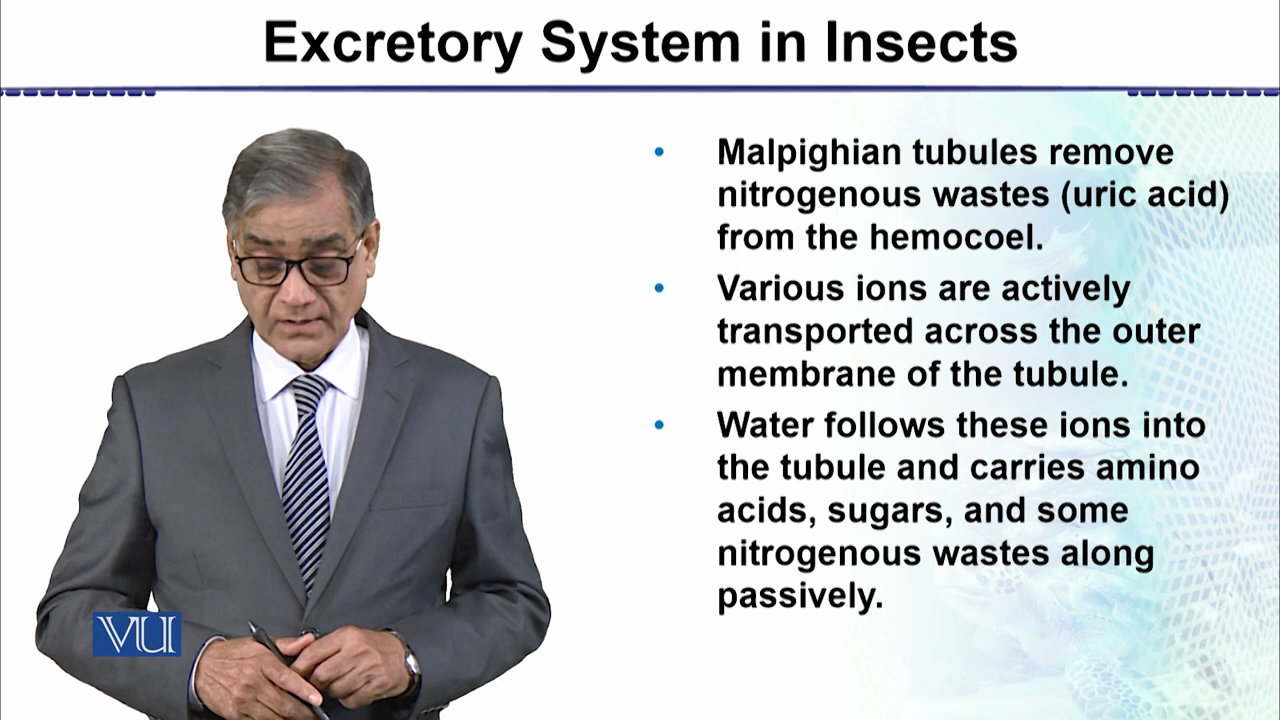 Excretory System in Insects
• Malpighian tubules remove
nitrogenous wastes (uric acid)
from the hemocoel.
• Various ions are actively
transported across the outer
membrane of the tubule.
• Water follows these ions into
the tubule and carries amino
acids, sugars, and some
nitrogenous wastes along
passively.
VU